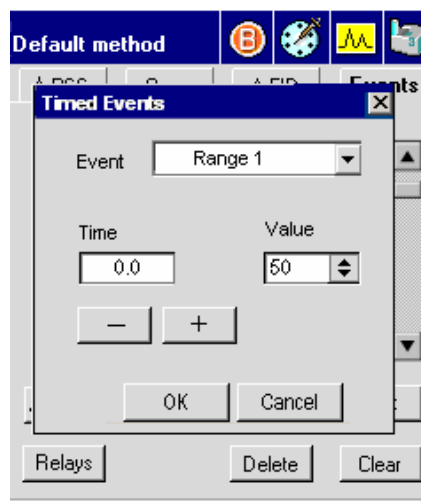 Default method
B
Events
Timed Events
Event
Range 1
Time
Value
0.0
50
OK
Cancel
Relays
Delete
Clear